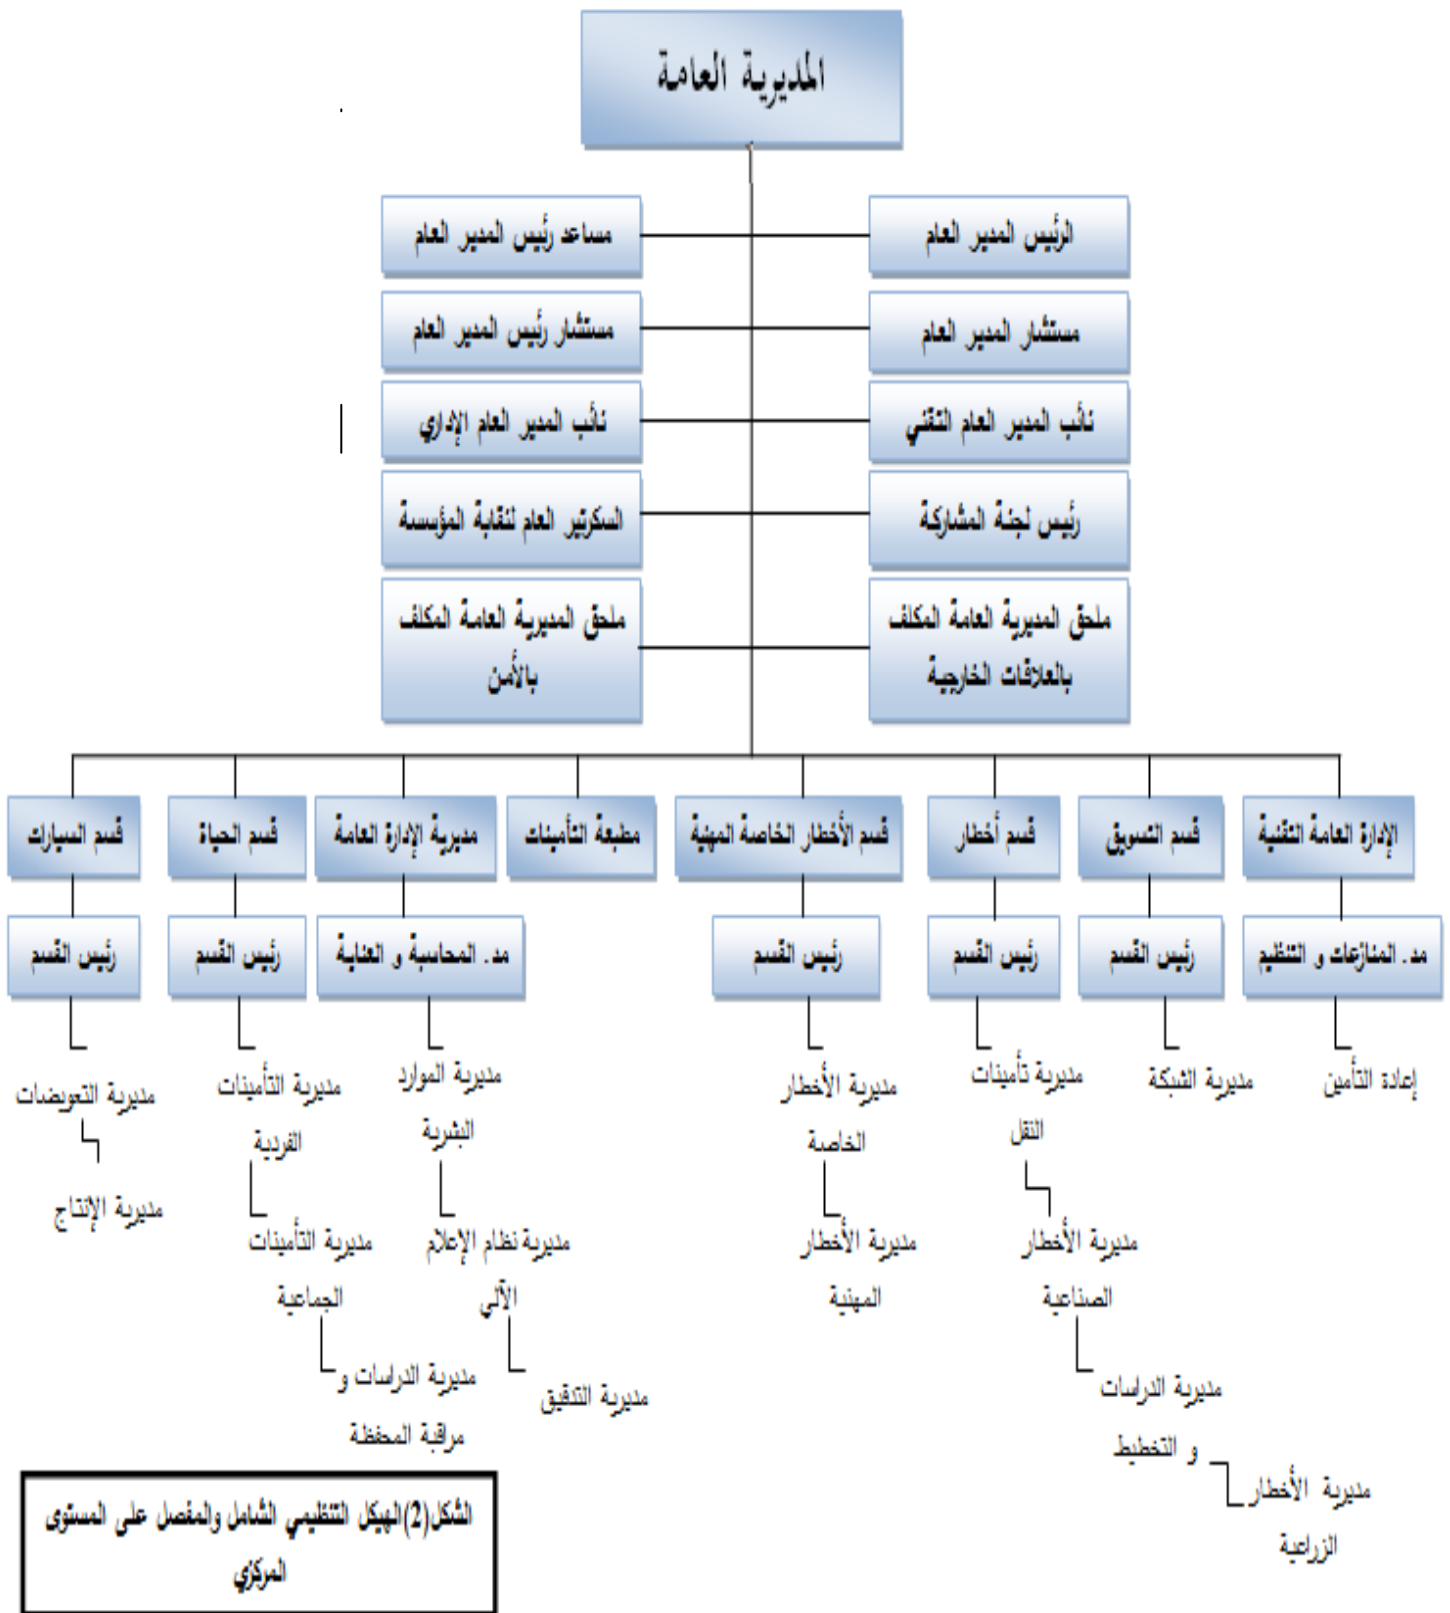 المديرية العامة
الرئيس المدير العام
مساعد رئيس المدير العام
مستشار المدير العام
مستشار رئيس المدير العام
نائب المدير العام التقني
نائب المدير العام الإداري
رئيس لجنة المشاركة
السكرتير العام لنقابة المؤسسة
ملحق المديرية العامة المكلف
بالعلاقات الخارجية
ملحق المديرية العامة المكلف
بالأمن
الإدارة العامة التقنية
قسم التسويق
قسم أخطار
قسم الأخطار الخاصة المهنية
مطبعة التأمينات
مديرية الإدارة العامة
قسم الحياة
قسم السيارات
مد. المنازعات و التنظيم
رئيس القسم
رئيس القسم
رئيس القسم
مد. المحاسبة و العناية
رئيس القسم
رئيس القسم
إعادة التأمين
مديرية الشبكة
مديرية تأمينات
النقل
مديرية الأخطار
الصناعية
مديرية الدراسات
و التخطيط
مديرية الأخطار
الزراعية
مديرية الأخطار
الخاصة
مديرية الأخطار
المهنية
مديرية الموارد
البشرية
مديرية نظام الإعلام
الآلي
مديرية التدقيق
مديرية التأمينات
الفردية
مديرية التأمينات
الجماعية
مديرية الدراسات و
مراقبة المحفظة
مديرية التعويضات
مديرية الإنتاج
الشكل(2)الهيكل التنظيمي الشامل والمفصل على المستوى
المركزي